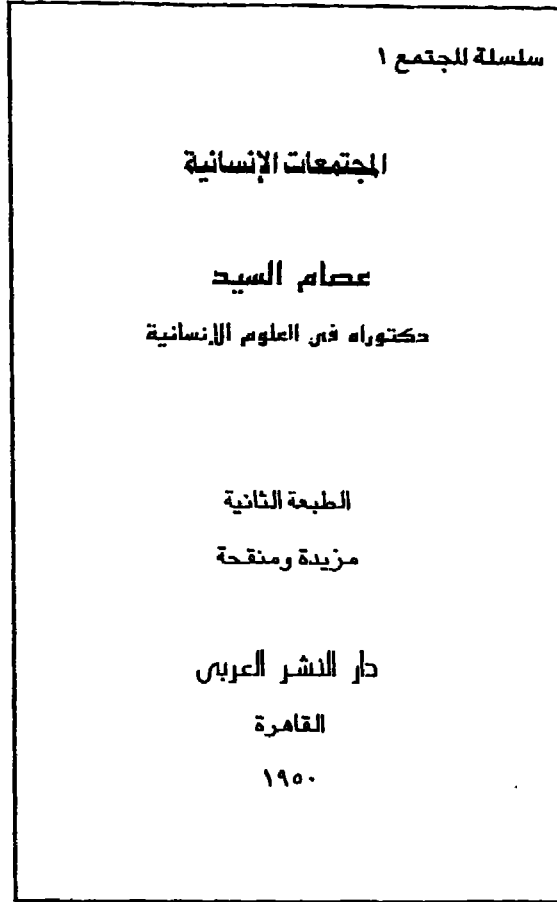 سلسلة المجتمع ١
المجتمعات الإنسانية
عصام السيد
دكتوراه فى العلوم الإنسانية
الطبعة الثانية
مزيدة ومنقحة
دار النشر العربى
القاهرة
١٩٥٠